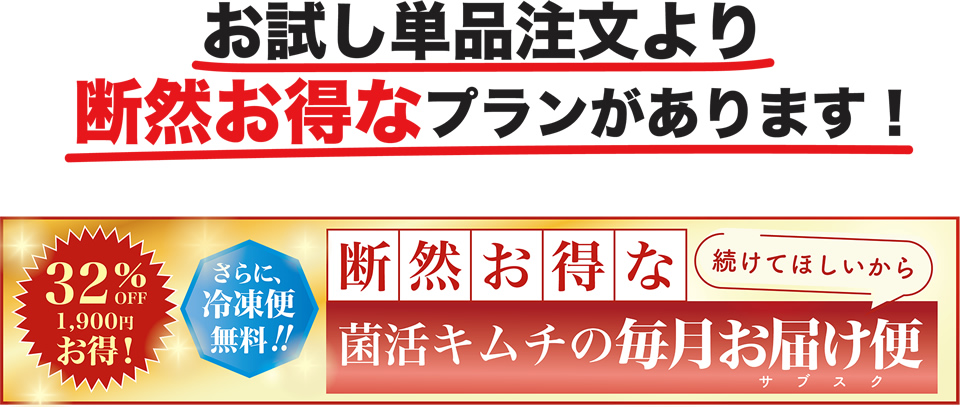 お試し単品注文より
断然お得なプランがあります！
32%OFF
1,900円
お得！
さらに、
冷凍便
無料!!
断然お得な
続けてほしいから
菌活キムチの毎月お届け便
サブスク